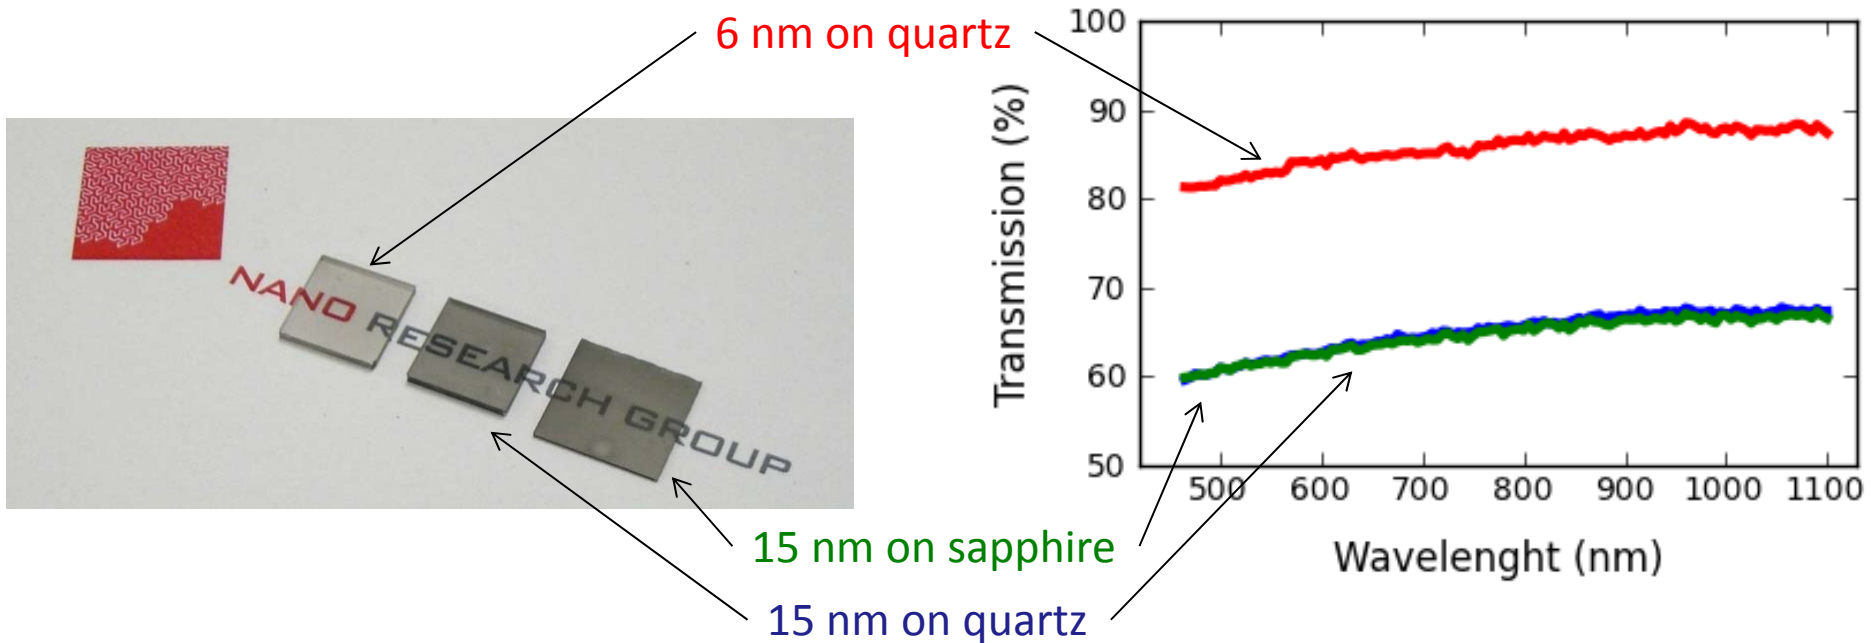 6 nm on quartz
NANO RESEARCH GROUP
15 nm on sapphire
15 nm on quartz
Transmission (%)
100
90
80
70
60
50
500 600 700 800 900 1000 1100
Wavelenght (nm)